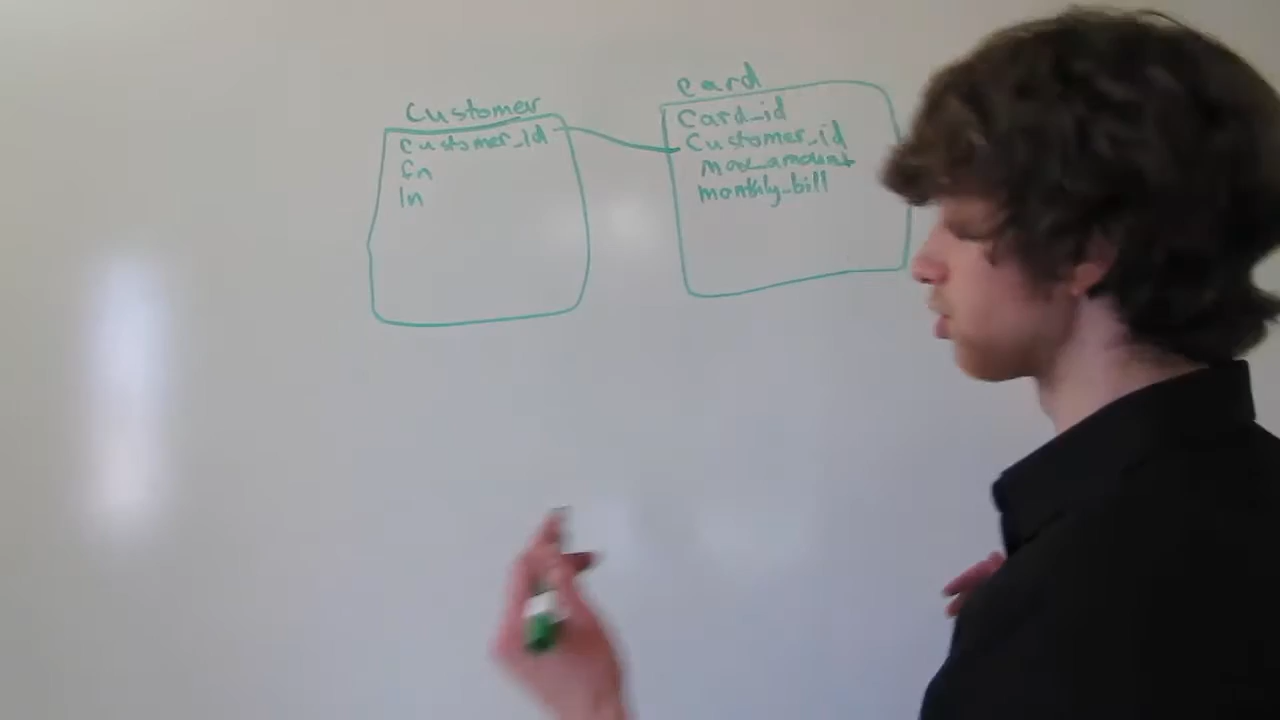 Customer
customer_id
fn
ln
card
Card_id
Customer_id
max_amount
monthly_bill